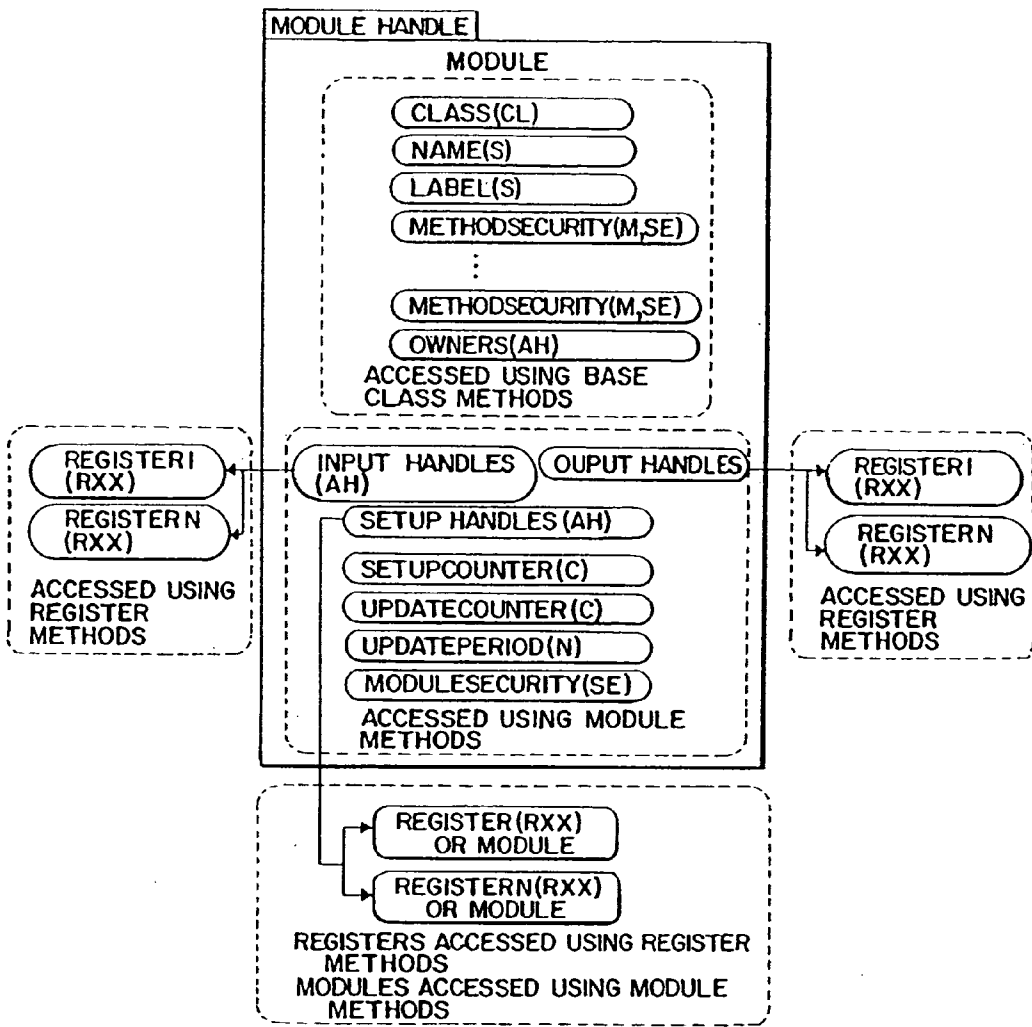 MODULE HANDLE
MODULE
CLASS(CL)
NAME(S)
LABEL(S)
METHODSECURITY(M,SE)
METHODSECURITY(M,SE)
OWNERS(AH)
ACCESSED USING BASE
CLASS METHODS
REGISTER1
(RXX)
REGISTERN
(RXX)
ACCESSED USING
REGISTER
METHODS
INPUT HANDLES
(AH)
OUPUT HANDLES
SETUP HANDLES(AH)
SETUPCOUNTER(C)
UPDATECOUNTER(C)
UPDATEPERIOD(N)
MODULESECURITY(SE)
ACCESSED USING MODULE
METHODS
REGISTER1
(RXX)
REGISTERN
(RXX)
ACCESSED USING
REGISTER
METHODS
REGISTER(RXX)
OR MODULE
REGISTERN(RXX)
OR MODULE
REGISTERS ACCESSED USING REGISTER
METHODS
MODULES ACCESSED USING MODULE
METHODS